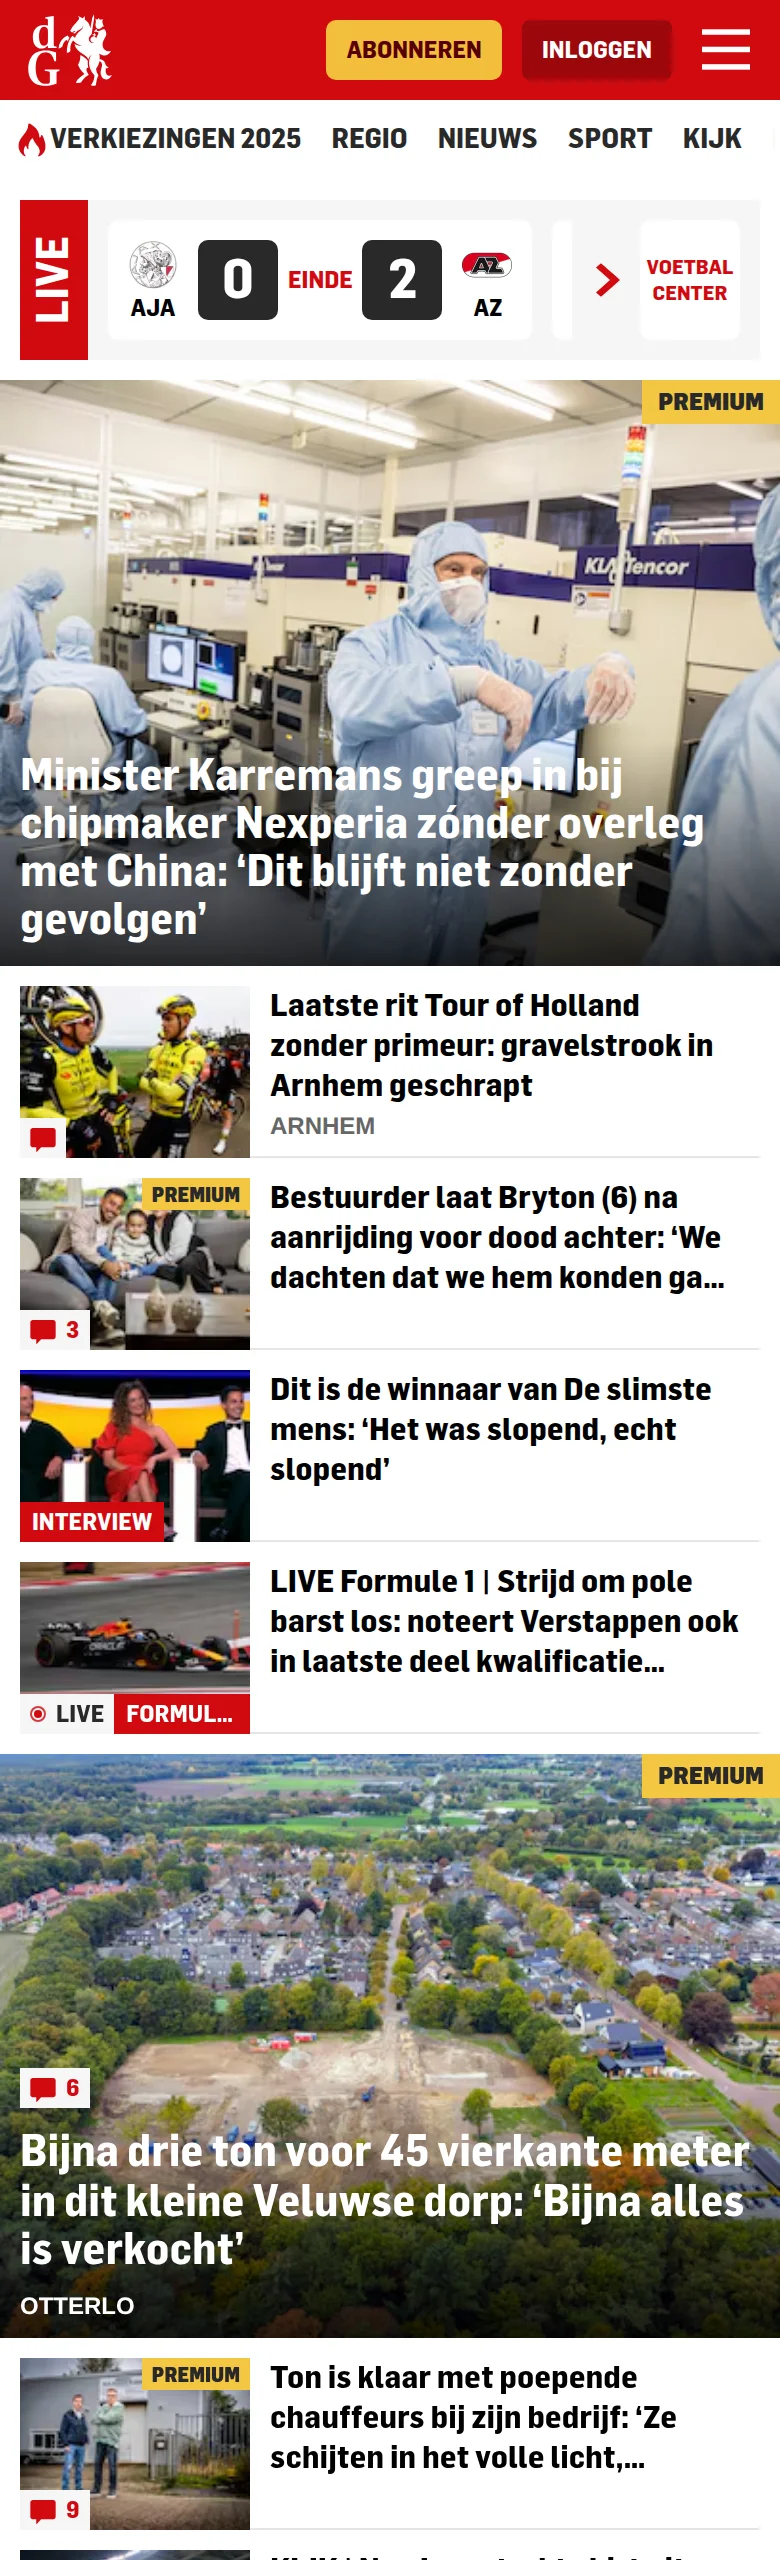 dG
ABONNEREN
INLOGGEN
VERKIEZINGEN 2025 REGIO NIEUWS SPORT KIJK
LIVE
AJA
0
EINDE
2
AZ
AZ
VOETBAL
CENTER
PREMIUM
KLA Tencor
Minister Karremans greep in bij
chipmaker Nexperia zónder overleg
met China: ‘Dit blijft niet zonder
gevolgen’
Laatste rit Tour of Holland
zonder primeur: gravelstrook in
Arnhem geschrapt
ARNHEM
PREMIUM
3
Bestuurder laat Bryton (6) na
aanrijding voor dood achter: ‘We
dachten dat we hem konden ga...
INTERVIEW
Dit is de winnaar van De slimste
mens: ‘Het was slopend, echt
slopend’
LIVE
FORMUL...
LIVE Formule 1 | Strijd om pole
barst los: noteert Verstappen ook
in laatste deel kwalificatie...
PREMIUM
6
Bijna drie ton voor 45 vierkante meter
in dit kleine Veluwse dorp: ‘Bijna alles
is verkocht’
OTTERLO
PREMIUM
9
Ton is klaar met poepende
chauffeurs bij zijn bedrijf: ‘Ze
schijten in het volle licht,...